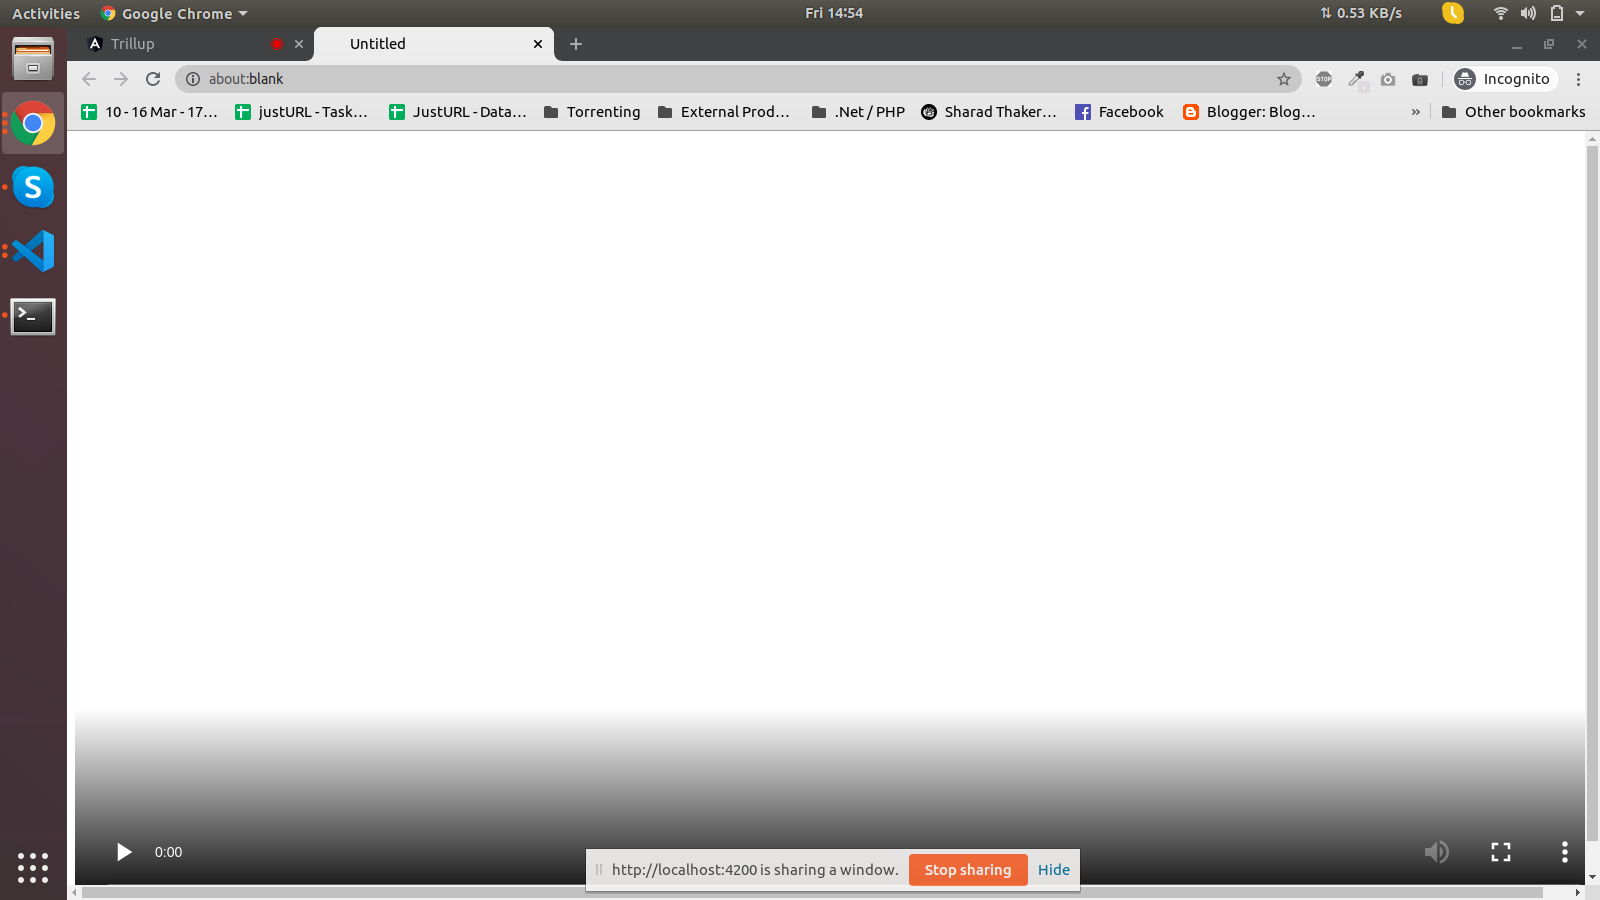 Activities Google Chrome Fri 14:54 0.53 KB/s
Trillup Untitled
about:blank Incognito
10 - 16 Mar - 17... justURL - Task... JustURL - Data... Torrenting External Prod... .Net / PHP Sharad Thaker... Facebook Blogger: Blog... » Other bookmarks
STOP
S
>_
0:00
http://localhost:4200 is sharing a window. Stop sharing Hide